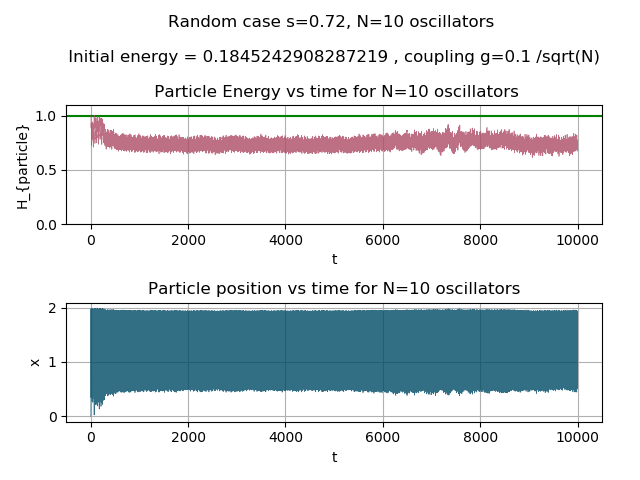 Random case s=0.72, N=10 oscillators
Initial energy = 0.1845242908287219 , coupling g=0.1 /sqrt(N)
Particle Energy vs time for N=10 oscillators
H_{particle}
1.0
0.5
0.0
0 2000 4000 6000 8000 10000
t
Particle position vs time for N=10 oscillators
x
2
1
0
0 2000 4000 6000 8000 10000
t